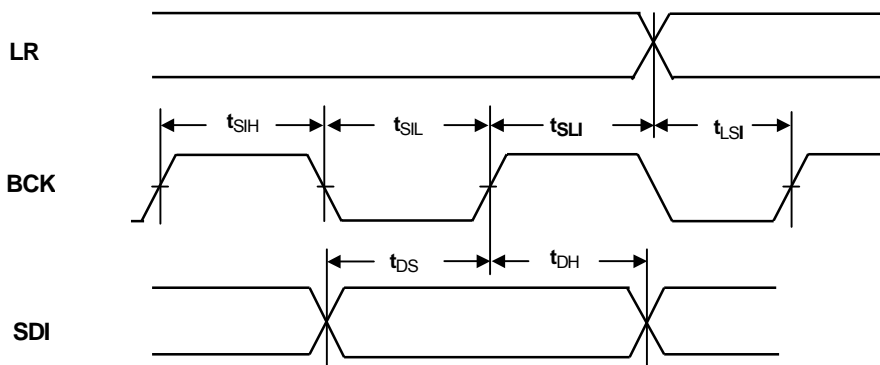 LR
tSIH tSIL tSLI tLSI
BCK
tDS tDH
SDI